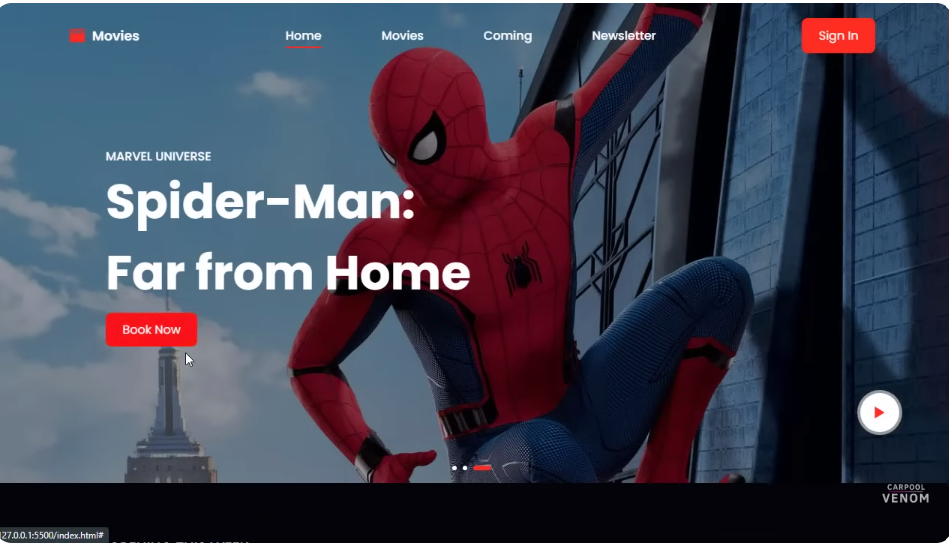 Movies
Home
Movies
Coming
Newsletter
Sign In
MARVEL UNIVERSE
Spider-Man:
Far from Home
Book Now
CARPOOL
VENOM
27.0.0.1:5500/index.html#